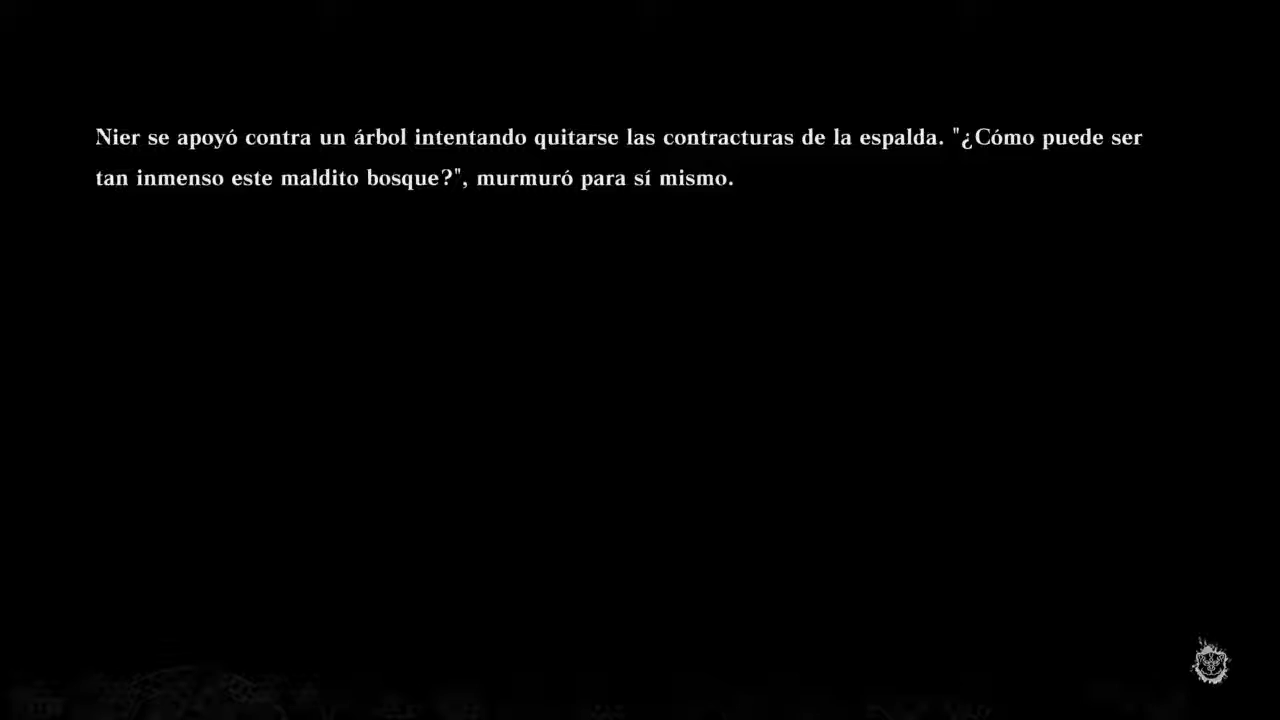 Nier se apoyó contra un árbol intentando quitarse las contracturas de la espalda. "¿Cómo puede ser
tan inmenso este maldito bosque?", murmuró para sí mismo.